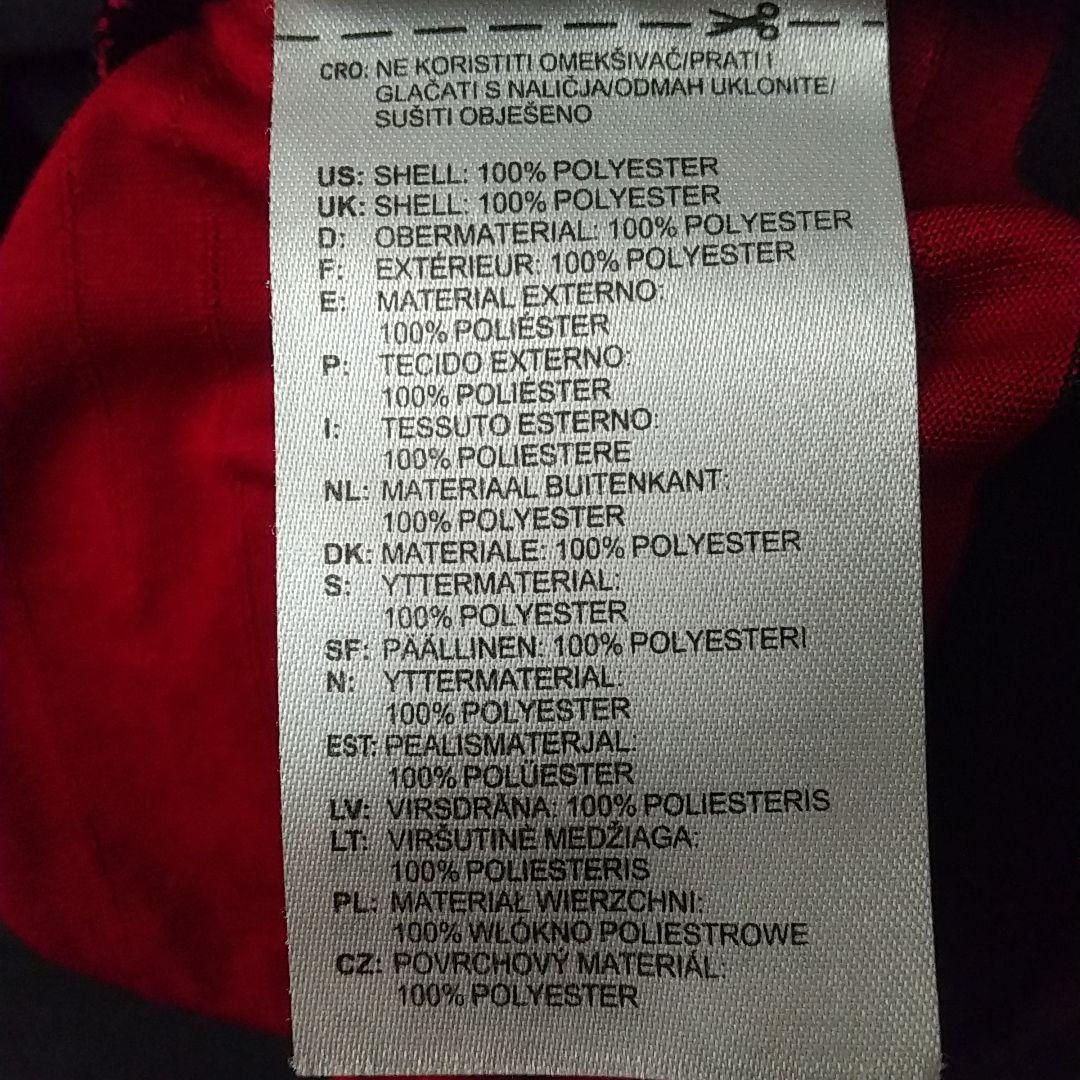 CRO: NE KORISTITI OMEKŠIVAČ/PRATI I
GLAČATI S NALIČJA/ODMAH UKLONITE/
SUŠITI OBJEŠENO
US: SHELL: 100% POLYESTER
UK: SHELL: 100% POLYESTER
D: OBERMATERIAL: 100% POLYESTER
F: EXTÉRIEUR: 100% POLYESTER
E: MATERIAL EXTERNO:
100% POLIÉSTER
P: TECIDO EXTERNO:
100% POLIESTER
I: TESSUTO ESTERNO:
100% POLIESTERE
NL: MATERIAAL BUITENKANT:
100% POLYESTER
DK: MATERIALE: 100% POLYESTER
S: YTTERMATERIAL:
100% POLYESTER
SF: PÄÄLLINEN: 100% POLYESTERI
N: YTTERMATERIAL:
100% POLYESTER
EST: PEALISMATERJAL:
100% POLÜESTER
LV: VIRSDRĀNA: 100% POLIESTERIS
LT: VIRŠUTINĖ MEDŽIAGA:
100% POLIESTERIS
PL: MATERIAŁ WIERZCHNI:
100% WŁÓKNO POLIESTROWE
CZ: POVRCHOVÝ MATERIÁL:
100% POLYESTER